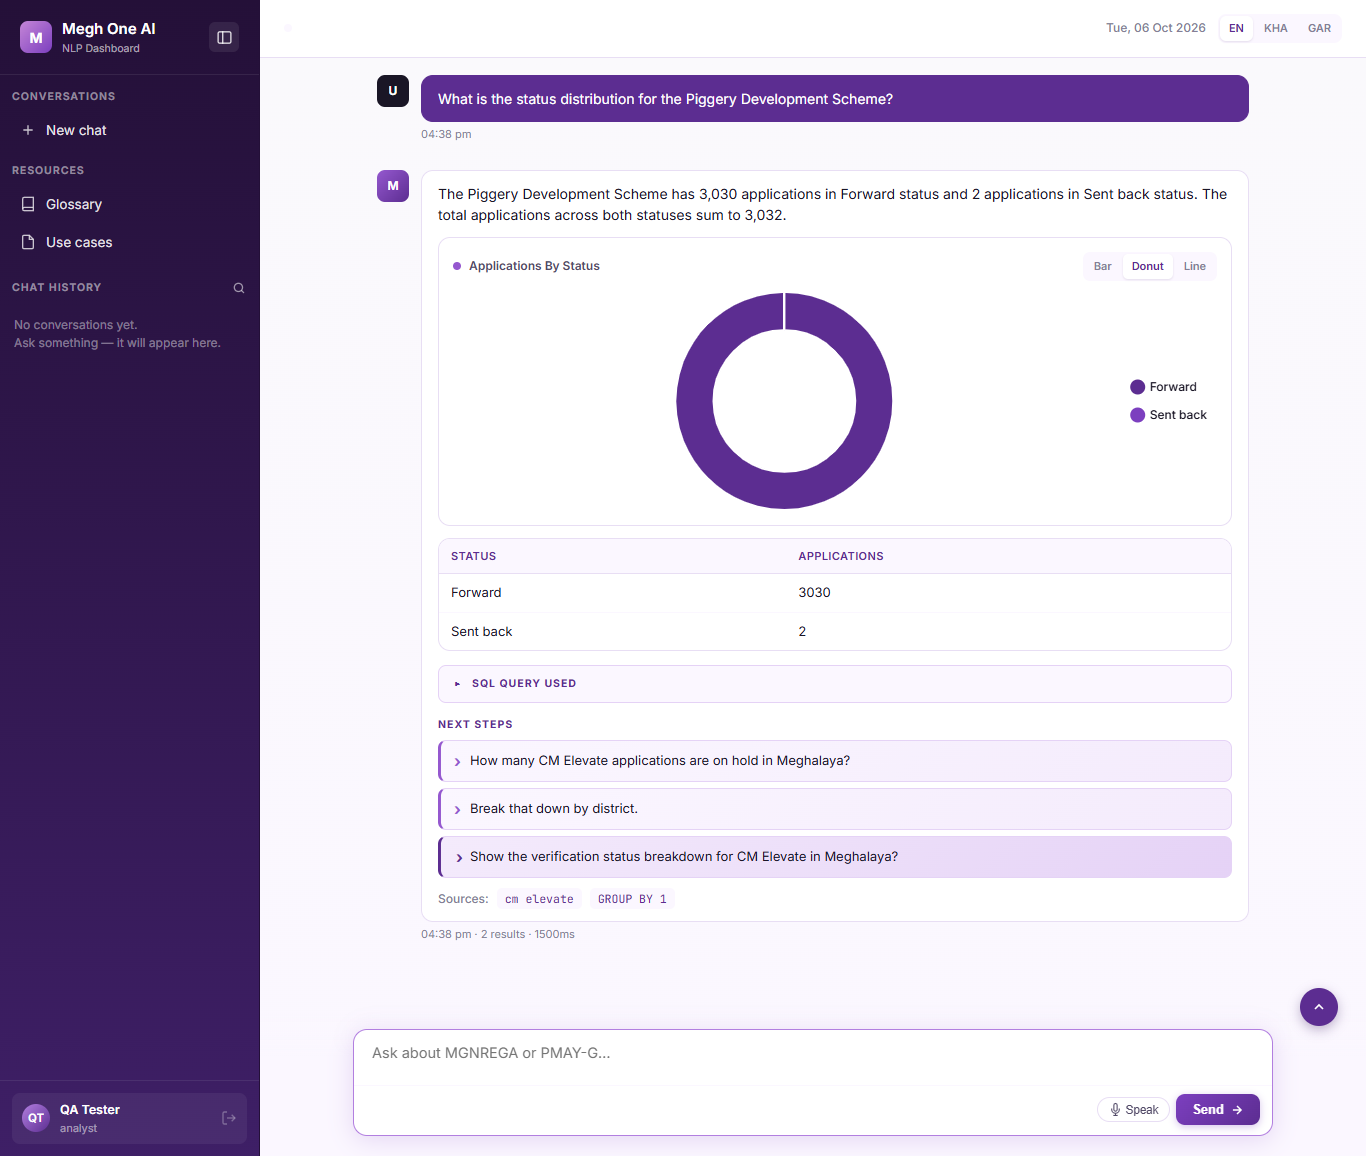 M
Megh One AI
NLP Dashboard
CONVERSATIONS
+ New chat
RESOURCES
Glossary
Use cases
CHAT HISTORY
No conversations yet.
Ask something — it will appear here.
QT
QA Tester
analyst
Tue, 06 Oct 2026
EN KHA GAR
U
What is the status distribution for the Piggery Development Scheme?
04:38 pm
M
The Piggery Development Scheme has 3,030 applications in Forward status and 2 applications in Sent back status. The
total applications across both statuses sum to 3,032.
Applications By Status
Bar Donut Line
Forward
Sent back
STATUS APPLICATIONS
Forward 3030
Sent back 2
SQL QUERY USED
NEXT STEPS
How many CM Elevate applications are on hold in Meghalaya?
Break that down by district.
Show the verification status breakdown for CM Elevate in Meghalaya?
Sources: cm elevate GROUP BY 1
04:38 pm · 2 results · 1500ms
Ask about MGNREGA or PMAY-G...
Speak
Send →